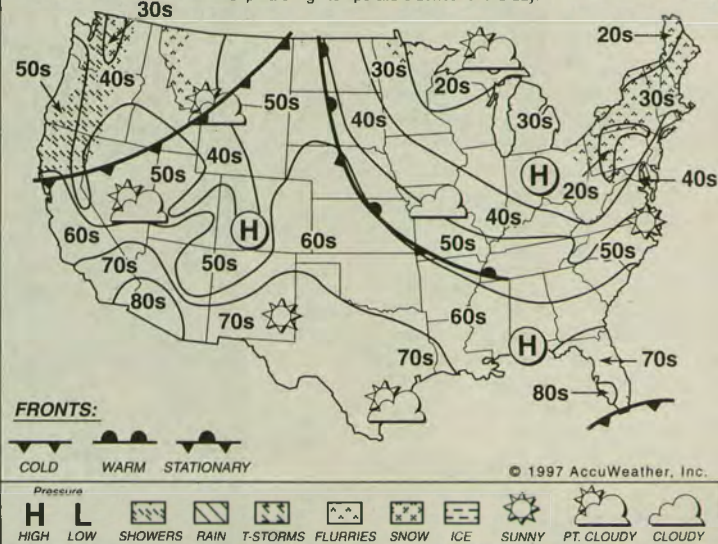 30s
20s
50s
40s
30s
20s
30s
50s
40s
30s
40s
50s
H
20s
40s
40s
60s
H
60s
50s
50s
70s
50s
80s
70s
60s
70s
H
70s
80s
FRONTS:
COLD WARM STATIONARY
© 1997 AccuWeather, Inc.
Pressure
H L
HIGH LOW SHOWERS RAIN T-STORMS FLURRIES SNOW ICE SUNNY PT. CLOUDY CLOUDY